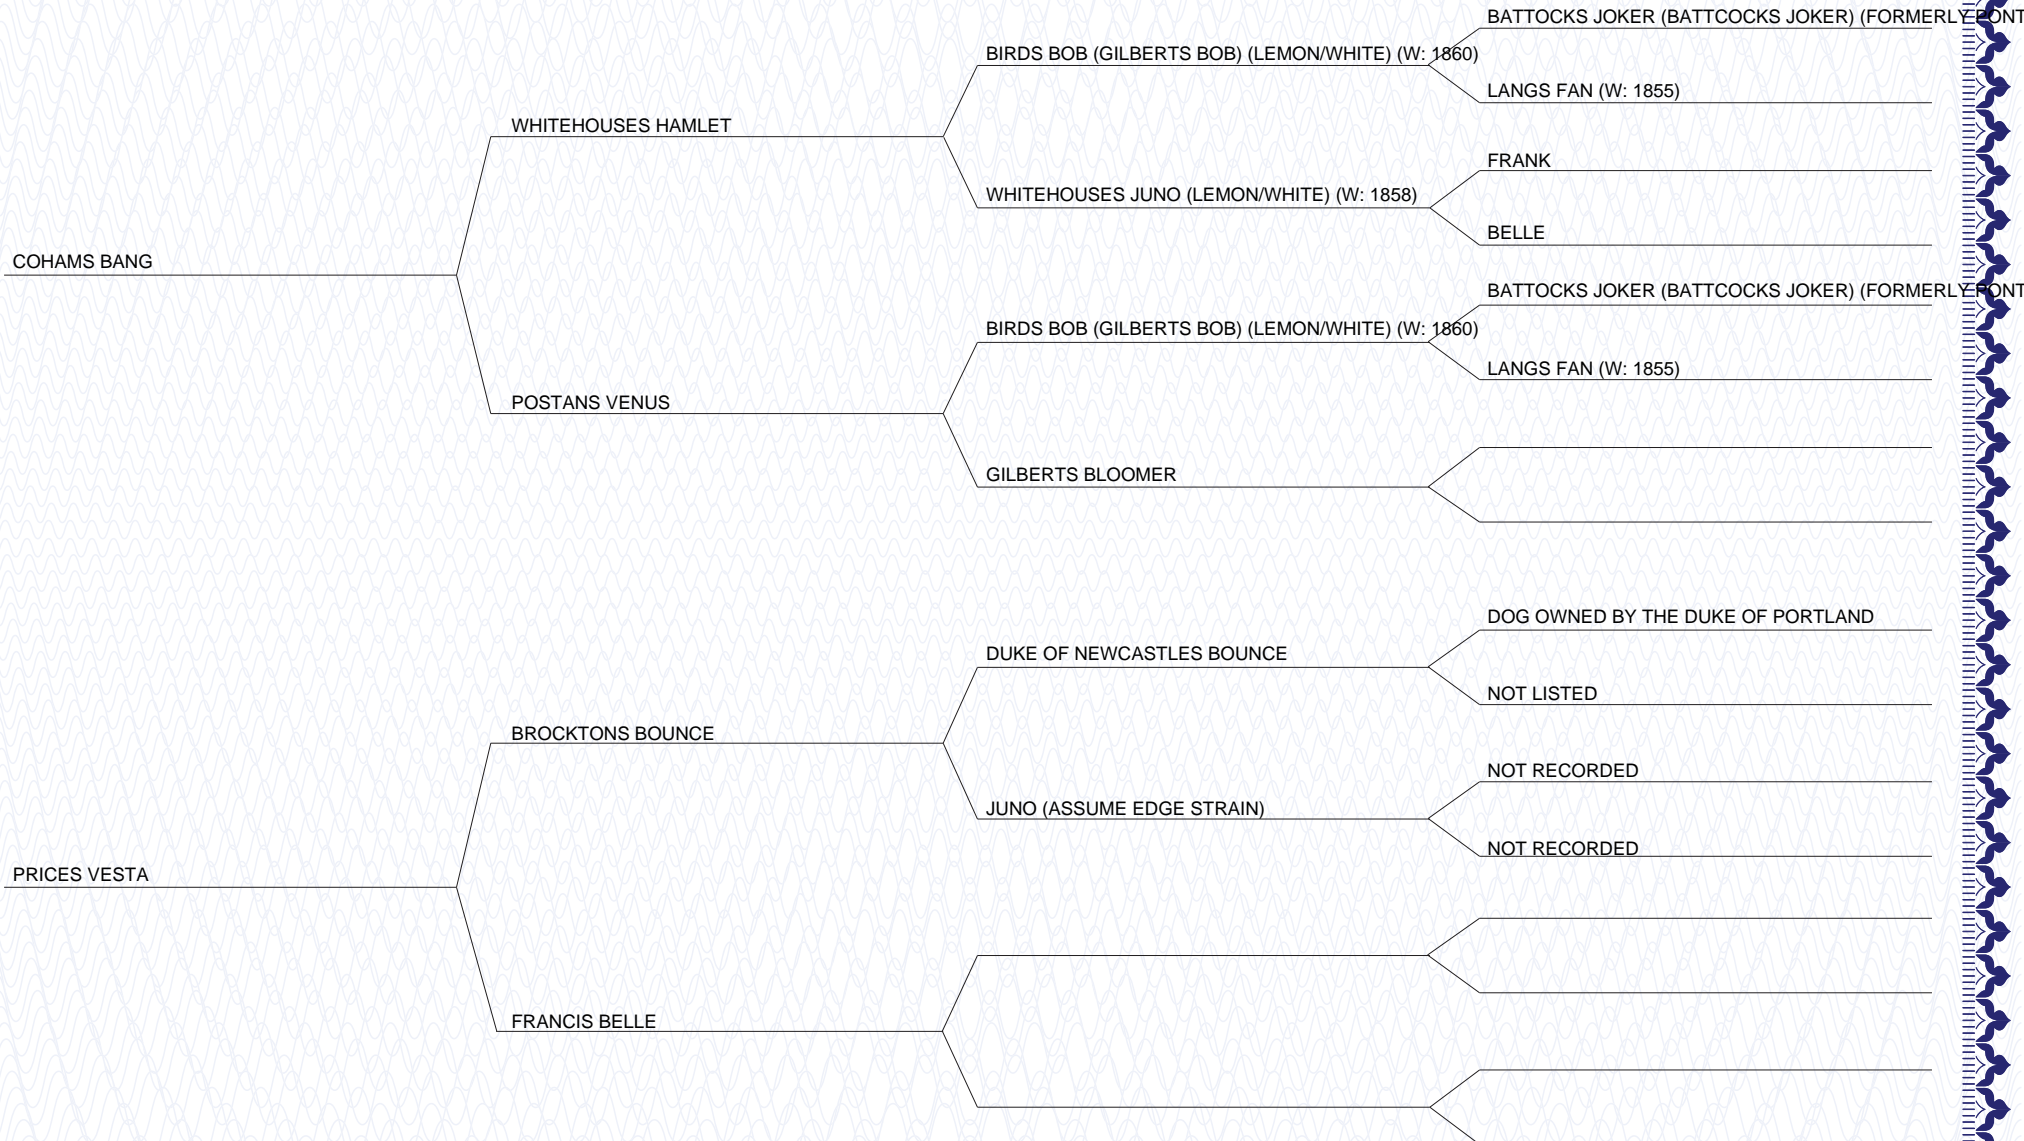 BATTOCKS JOKER (BATTCOCKS JOKER) (FORMERLY PONT
BIRDS BOB (GILBERTS BOB) (LEMON/WHITE) (W: 1860)
LANGS FAN (W: 1855)
WHITEHOUSES HAMLET
FRANK
WHITEHOUSES JUNO (LEMON/WHITE) (W: 1858)
BELLE
COHAMS BANG
BATTOCKS JOKER (BATTCOCKS JOKER) (FORMERLY PONT
BIRDS BOB (GILBERTS BOB) (LEMON/WHITE) (W: 1860)
LANGS FAN (W: 1855)
POSTANS VENUS
GILBERTS BLOOMER
DOG OWNED BY THE DUKE OF PORTLAND
DUKE OF NEWCASTLES BOUNCE
NOT LISTED
BROCKTONS BOUNCE
NOT RECORDED
JUNO (ASSUME EDGE STRAIN)
NOT RECORDED
PRICES VESTA
FRANCIS BELLE